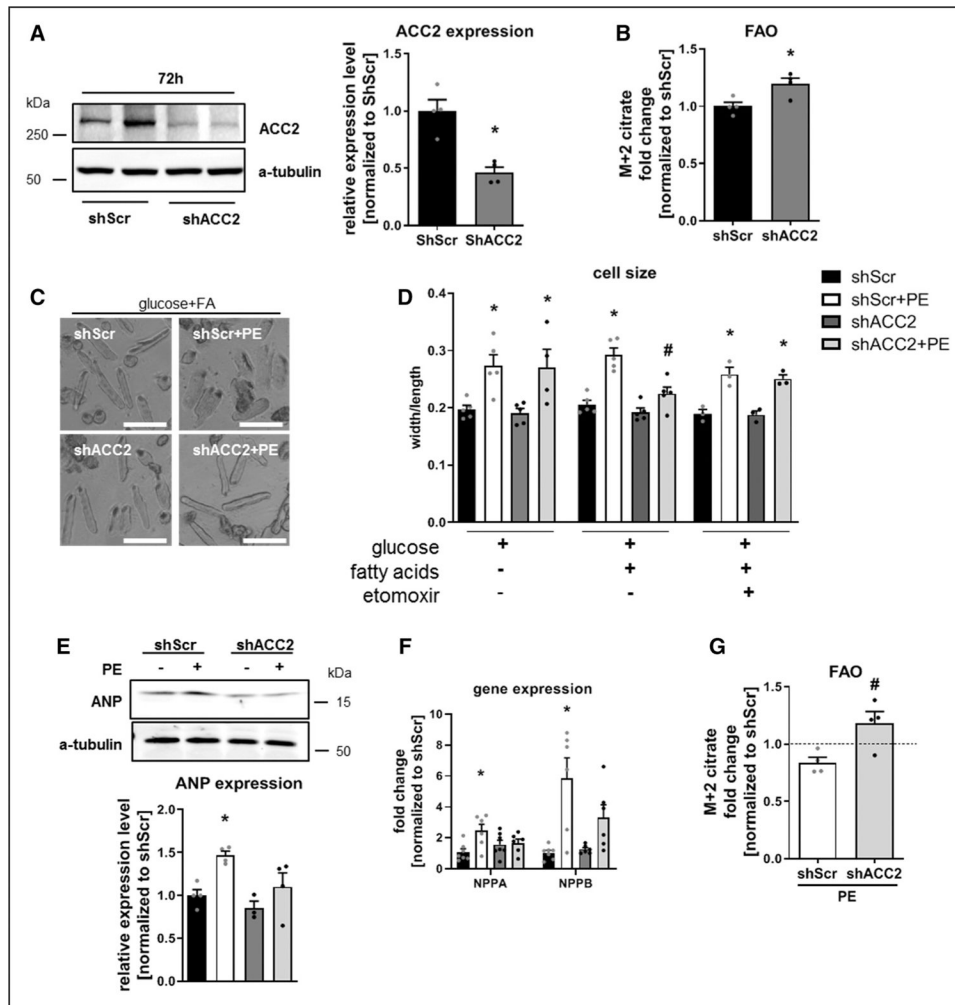 A
72h
kDa
250
ACC2
50
a-tubulin
shScr
shACC2
ACC2 expression
relative expression level
[normalized to ShScr]
1.5
1.0
0.5
0.0
*
ShScr
ShACC2
B
FAO
M+2 citrate
fold change
[normalized to shScr]
1.5
1.0
0.5
0.0
*
shScr
shACC2
C
glucose+FA
shScr
shScr+PE
shACC2
shACC2+PE
D
cell size
width/length
0.4
0.3
0.2
0.0
* * * # * *
shScr
shScr+PE
shACC2
shACC2+PE
glucose + + +
fatty acids - + +
etomoxir - - +
E
shScr shACC2
PE - + - +
kDa
ANP
15
a-tubulin
50
ANP expression
relative expression level
[normalized to shScr]
2.0
1.5
1.0
0.5
0.0
*
F
gene expression
fold change
[normalized to shScr]
10
8
6
4
2
0
* *
NPPA NPPB
G
FAO
M+2 citrate
fold change
[normalized to shScr]
1.5
1.0
0.5
0.0
#
shScr shACC2
PE